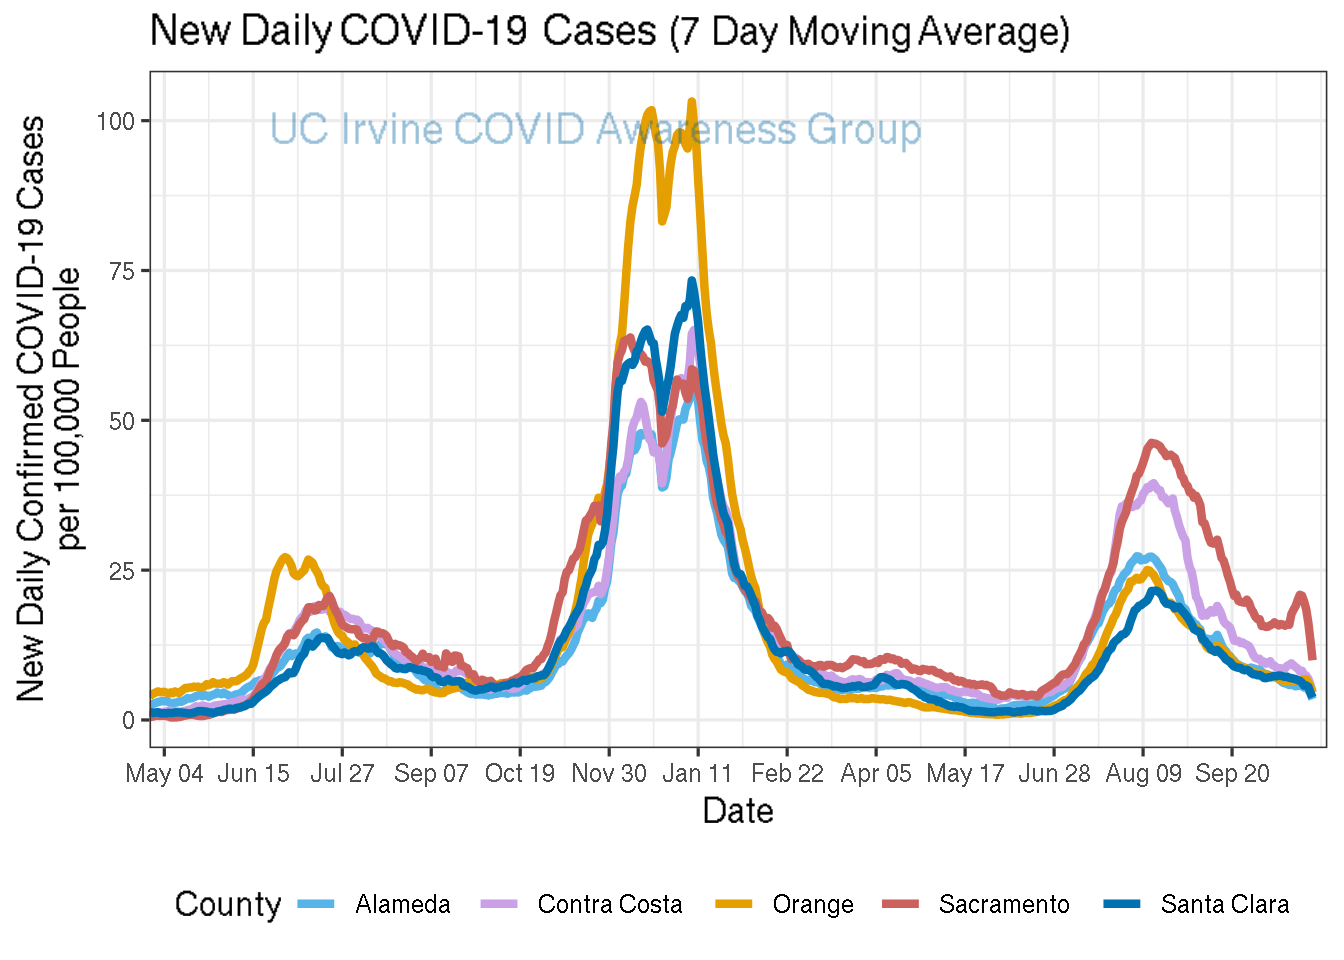 New Daily COVID-19 Cases (7 Day Moving Average)
UC Irvine COVID Awareness Group
New Daily Confirmed COVID-19 Cases
per 100,000 People
100
75
50
25
0
May 04 Jun 15 Jul 27 Sep 07 Oct 19 Nov 30 Jan 11 Feb 22 Apr 05 May 17 Jun 28 Aug 09 Sep 20
Date
County Alameda Contra Costa Orange Sacramento Santa Clara